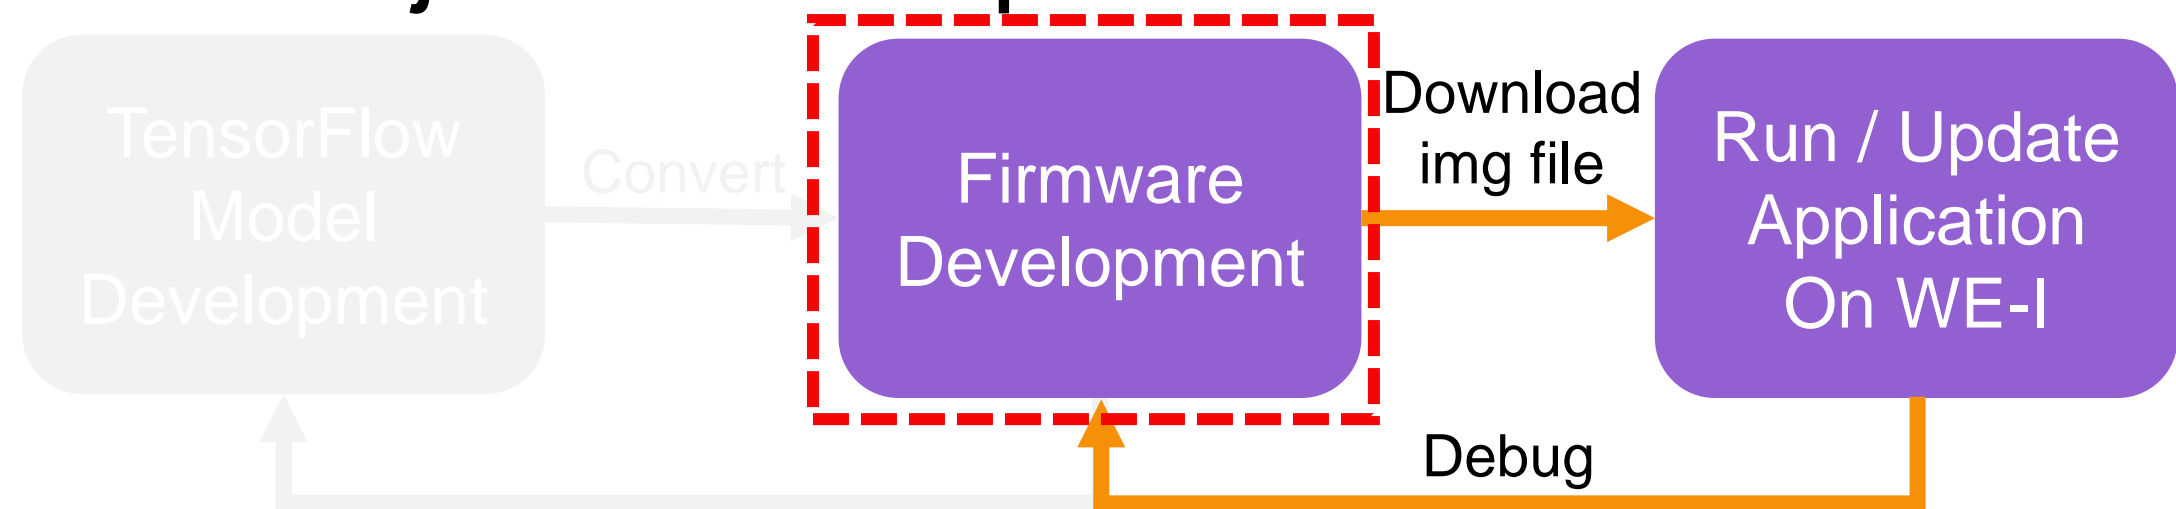 TensorFlow
Model
Development
Convert
Firmware
Development
Download
img file
Run / Update
Application
On WE-I
Debug